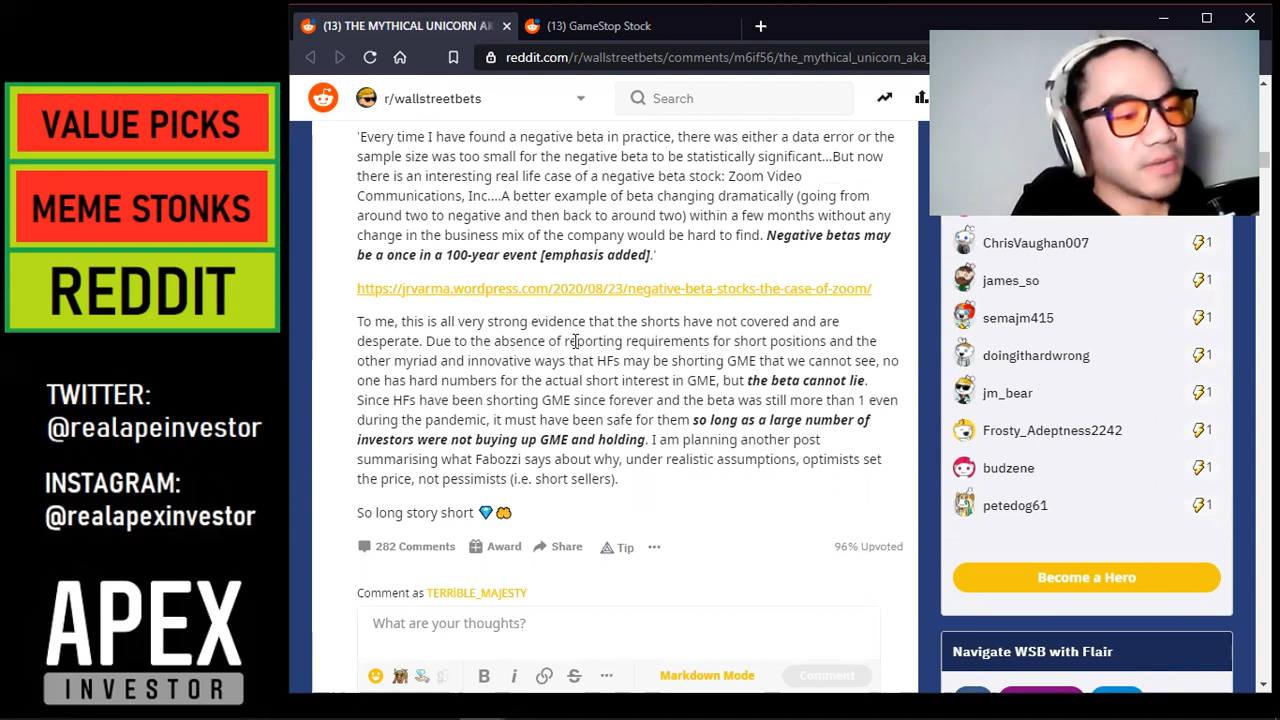 VALUE PICKS
MEME STONKS
REDDIT
TWITTER:
@realapeinvestor
INSTAGRAM:
@realapexinvestor
APEX
INVESTOR
(13) THE MYTHICAL UNICORN
(13) GameStop Stock
reddit.com/r/wallstreetbets/comments/m6if56/the_mythical_unicorn_aka_
r/wallstreetbets
Search
'Every time I have found a negative beta in practice, there was either a data error or the
sample size was too small for the negative beta to be statistically significant...But now
there is an interesting real life case of a negative beta stock: Zoom Video
Communications, Inc....A better example of beta changing dramatically (going from
around two to negative and then back to around two) within a few months without any
change in the business mix of the company would be hard to find. Negative betas may
be a once in a 100-year event [emphasis added].'
https://jrvarma.wordpress.com/2020/08/23/negative-beta-stocks-the-case-of-zoom/
To me, this is all very strong evidence that the shorts have not covered and are
desperate. Due to the absence of reporting requirements for short positions and the
other myriad and innovative ways that HFs may be shorting GME that we cannot see, no
one has hard numbers for the actual short interest in GME, but the beta cannot lie.
Since HFs have been shorting GME since forever and the beta was still more than 1 even
during the pandemic, it must have been safe for them so long as a large number of
investors were not buying up GME and holding. I am planning another post
summarising what Fabozzi says about why, under realistic assumptions, optimists set
the price, not pessimists (i.e. short sellers).
So long story short 💎👐
282 Comments Award Share Tip ••• 96% Upvoted
Comment as TERRIBLE_MAJESTY
What are your thoughts?
B i ••• Markdown Mode Comment
ChrisVaughan007 1
james_so 1
semajm415 1
doingithardwrong 1
jm_bear 1
Frosty_Adeptness2242 1
budzene 1
petedog61 1
Become a Hero
Navigate WSB with Flair